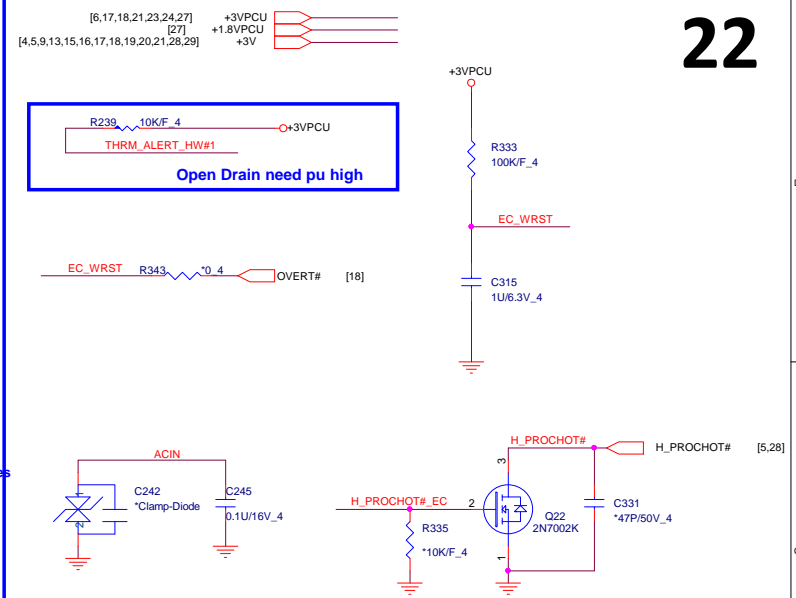 [6,17,18,21,23,24,27] +3VPCU
[27] +1.8VPCU
[4,5,9,13,15,16,17,18,19,20,21,28,29] +3V
22
+3VPCU
R239 10K/F_4
+3VPCU
THRM_ALERT_HW#1
Open Drain need pu high
R333
100K/F_4
EC_WRST
EC_WRST R343 *0_4 OVERT# [18]
C315
1U/6.3V_4
ACIN
1
C242
*Clamp-Diode
2
C245
0.1U/16V_4
H_PROCHOT#
H_PROCHOT# [5,28]
3
H_PROCHOT#_EC 2
Q22
2N7002K
1
R335
*10K/F_4
C331
*47P/50V_4